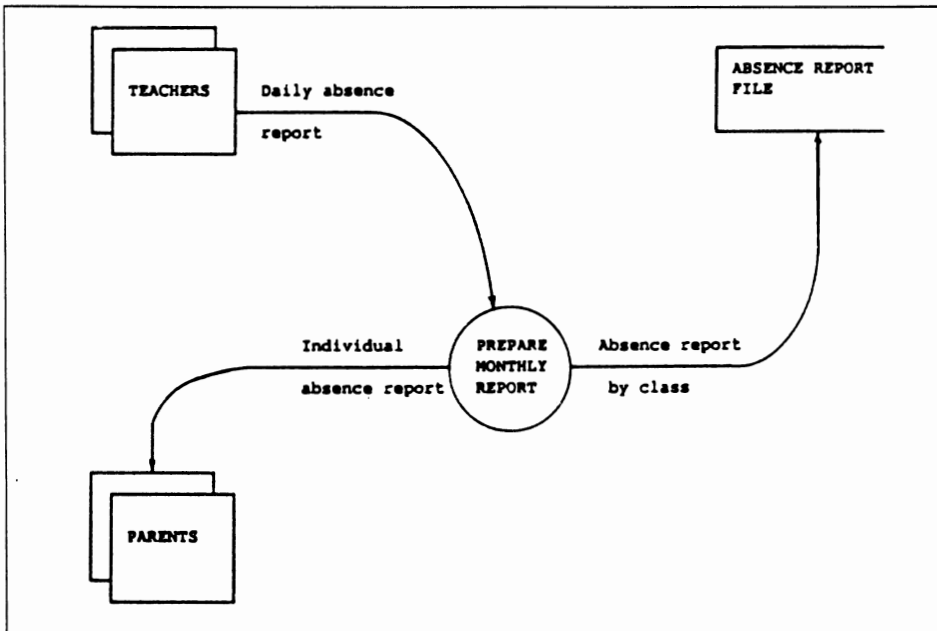 TEACHERS
Daily absence
report
ABSENCE REPORT
FILE
Individual
absence report
PREPARE
MONTHLY
REPORT
Absence report
by class
PARENTS